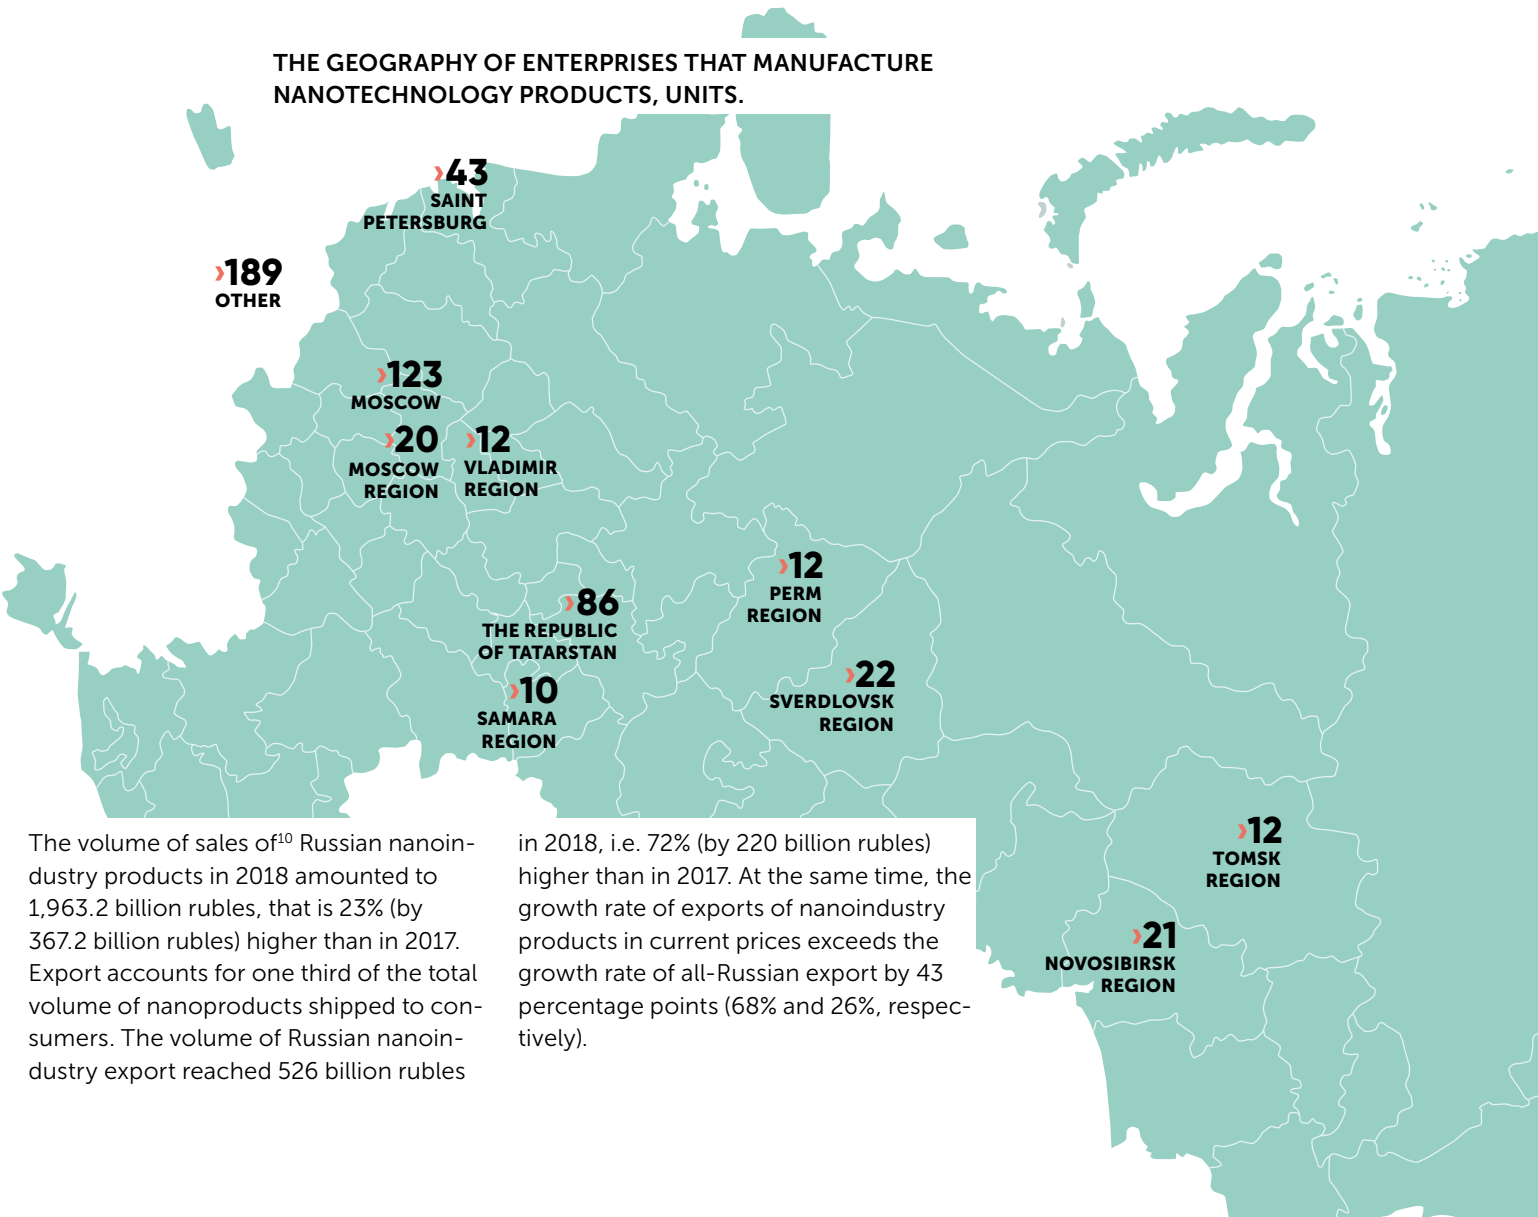 THE GEOGRAPHY OF ENTERPRISES THAT MANUFACTURE
NANOTECHNOLOGY PRODUCTS, UNITS.
›43
SAINT
PETERSBURG
›189
OTHER
›123
MOSCOW
›20
MOSCOW
REGION
›12
VLADIMIR
REGION
›12
PERM
REGION
›86
THE REPUBLIC
OF TATARSTAN
›22
SVERDLOVSK
REGION
›10
SAMARA
REGION
›12
TOMSK
REGION
›21
NOVOSIBIRSK
REGION
The volume of sales of¹⁰ Russian nanoin-
dustry products in 2018 amounted to
1,963.2 billion rubles, that is 23% (by
367.2 billion rubles) higher than in 2017.
Export accounts for one third of the total
volume of nanoproducts shipped to con-
sumers. The volume of Russian nanoin-
dustry export reached 526 billion rubles
in 2018, i.e. 72% (by 220 billion rubles)
higher than in 2017. At the same time, the
growth rate of exports of nanoindustry
products in current prices exceeds the
growth rate of all-Russian export by 43
percentage points (68% and 26%, respec-
tively).